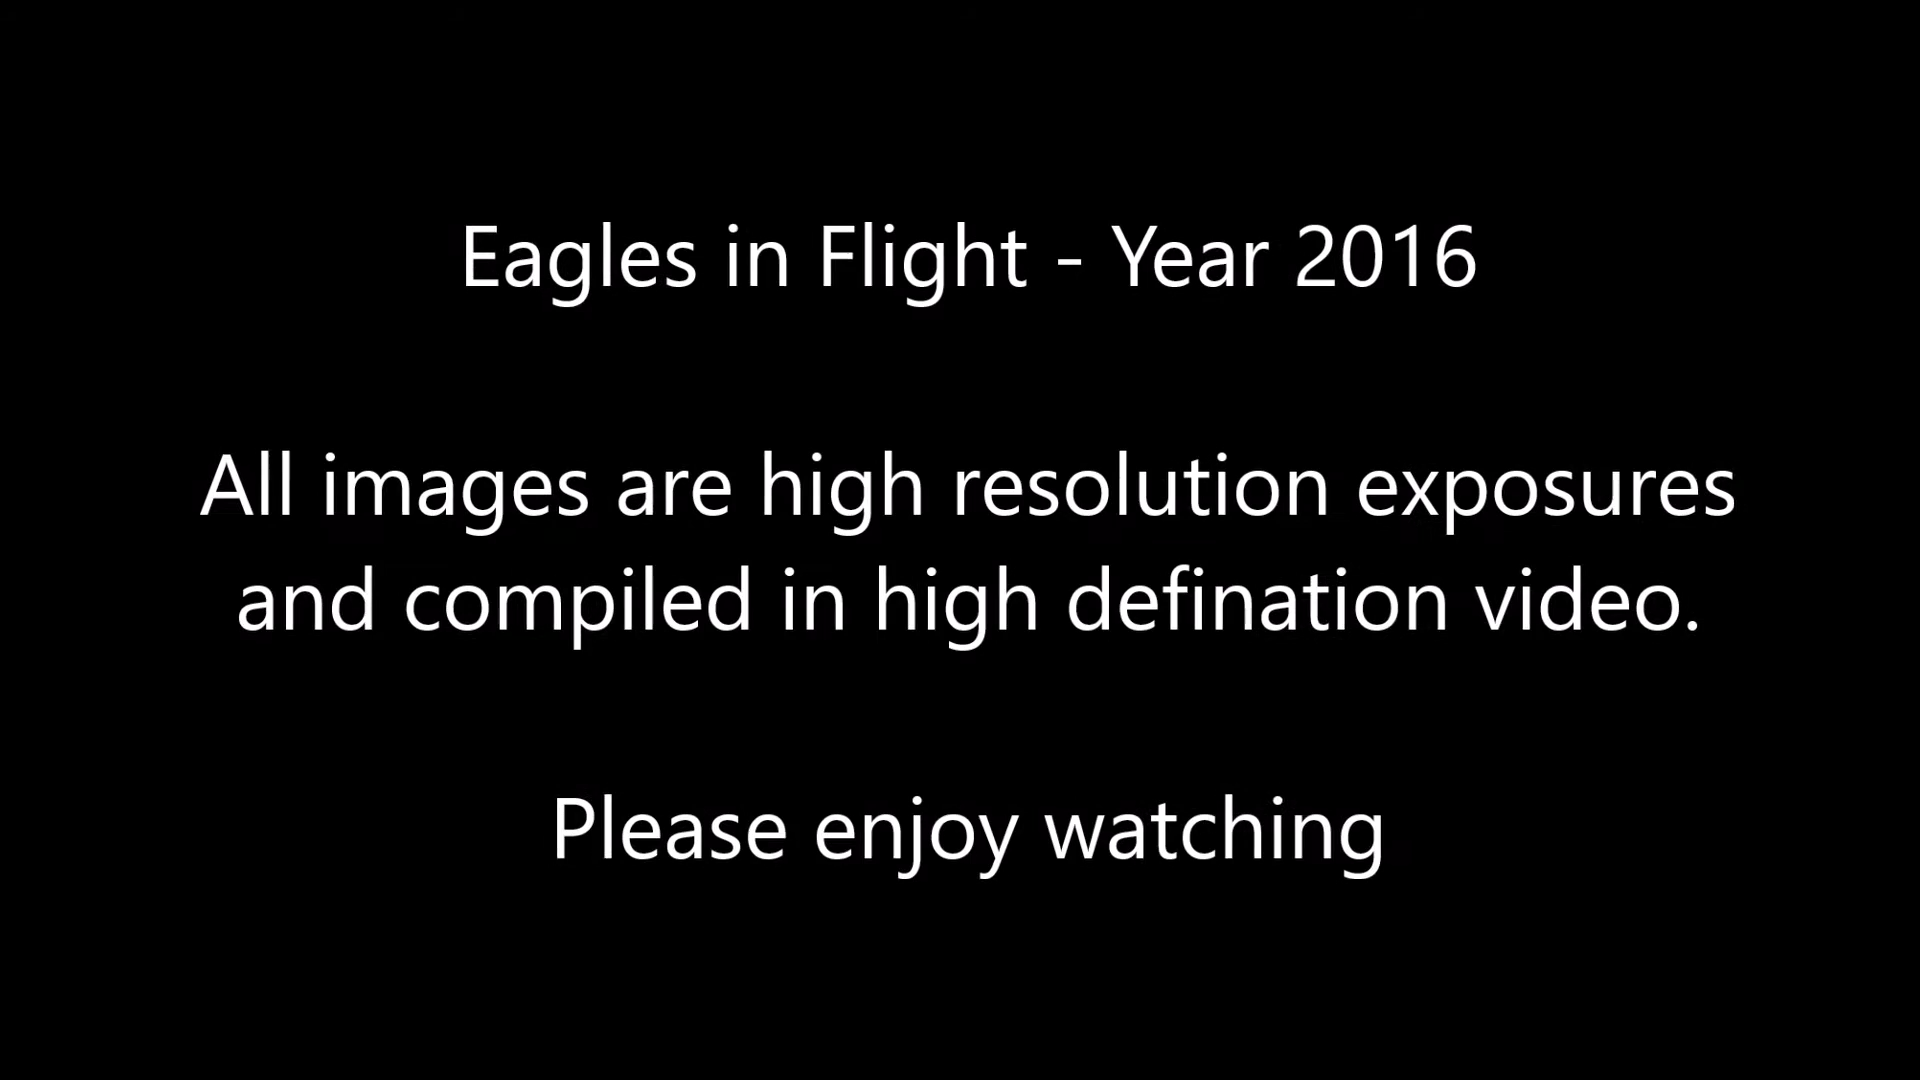 Eagles in Flight - Year 2016
All images are high resolution exposures
and compiled in high defination video.
Please enjoy watching